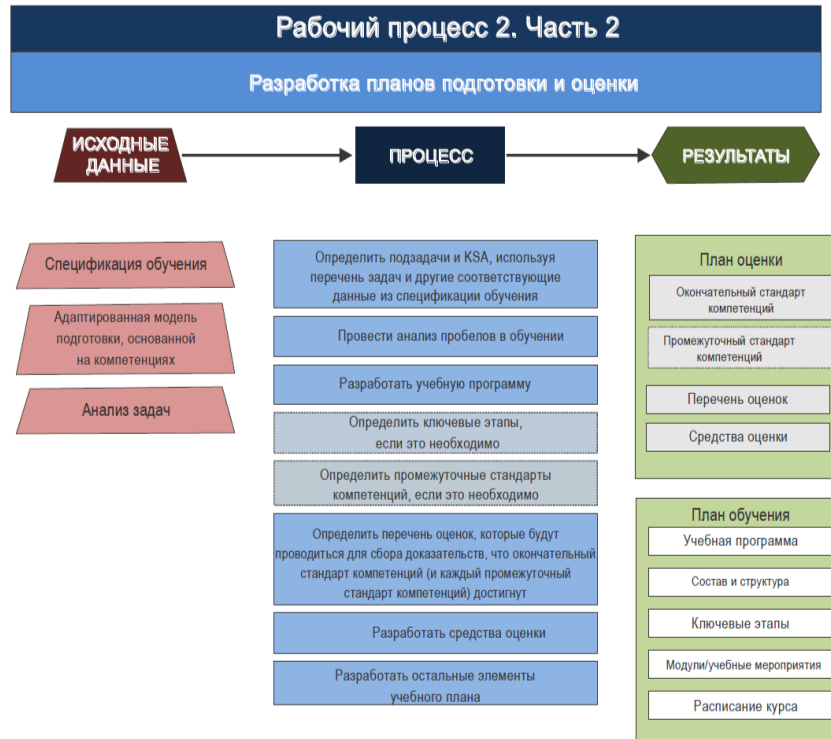 Рабочий процесс 2. Часть 2
Разработка планов подготовки и оценки
ИСХОДНЫЕ
ДАННЫЕ
ПРОЦЕСС
РЕЗУЛЬТАТЫ
Спецификация обучения
Адаптированная модель
подготовки, основанной
на компетенциях
Анализ задач
Определить подзадачи и KSA, используя
перечень задач и другие соответствующие
данные из спецификации обучения
Провести анализ пробелов в обучении
Разработать учебную программу
Определить ключевые этапы,
если это необходимо
Определить промежуточные стандарты
компетенций, если это необходимо
Определить перечень оценок, которые будут
проводиться для сбора доказательств, что окончательный
стандарт компетенций (и каждый промежуточный
стандарт компетенций) достигнут
Разработать средства оценки
Разработать остальные элементы
учебного плана
План оценки
Окончательный стандарт
компетенций
Промежуточный стандарт
компетенций
Перечень оценок
Средства оценки
План обучения
Учебная программа
Состав и структура
Ключевые этапы
Модули/учебные мероприятия
Расписание курса